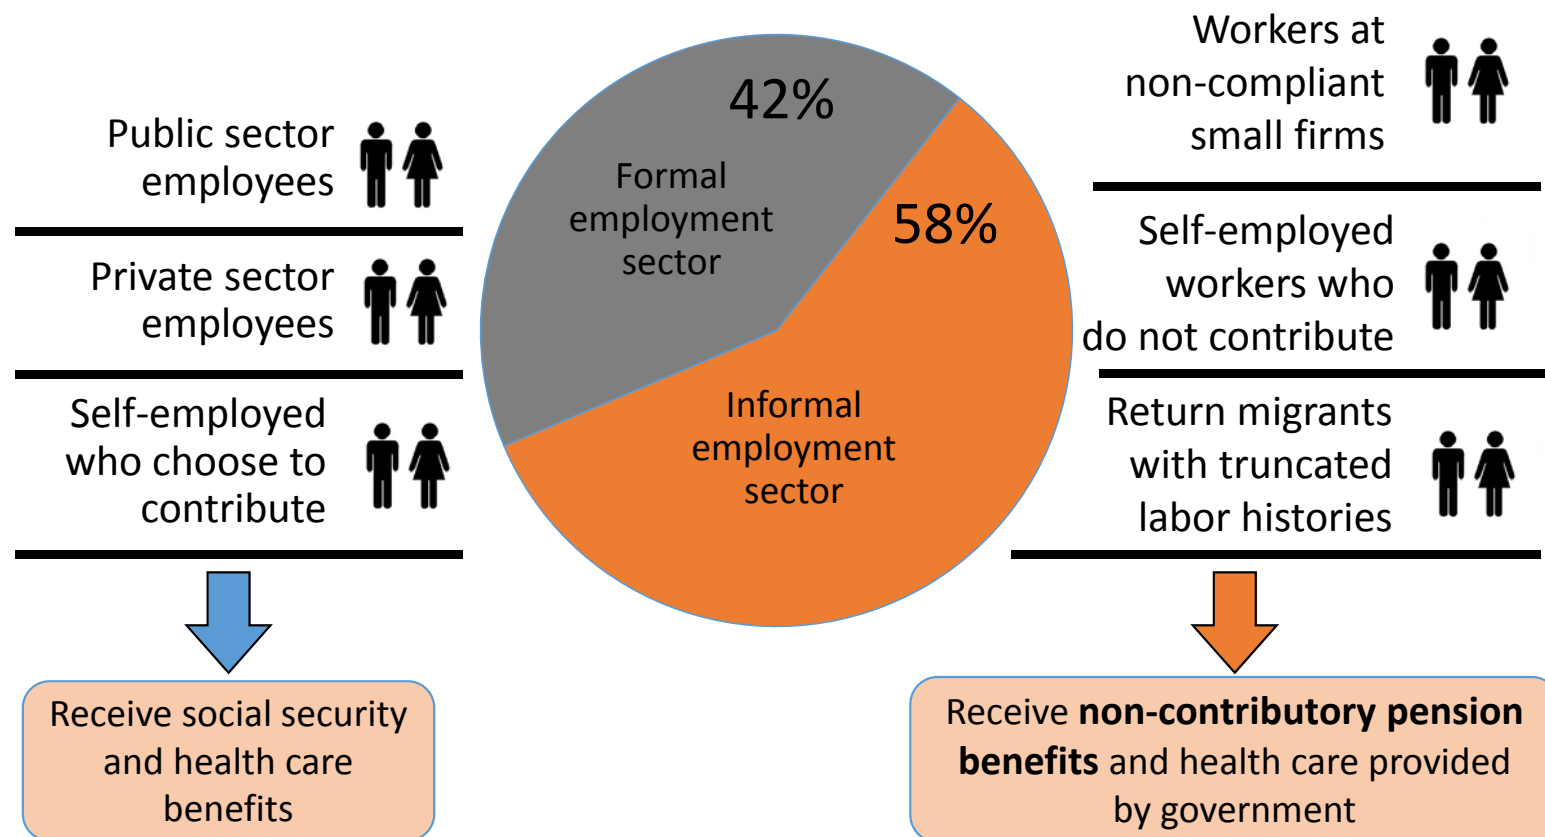 Public sector
employees
Private sector
employees
Self-employed
who choose to
contribute
Receive social security
and health care
benefits
42%
Formal
employment
sector
58%
Informal
employment
sector
Workers at
non-compliant
small firms
Self-employed
workers who
do not contribute
Return migrants
with truncated
labor histories
Receive non-contributory pension
benefits and health care provided
by government